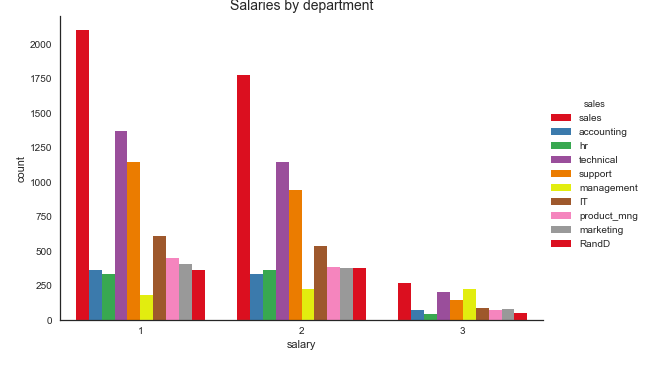 Salaries by department
2000
1750
1500
1250
1000
750
500
250
0
count
1 2 3
salary
sales
sales
accounting
hr
technical
support
management
IT
product_mng
marketing
RandD